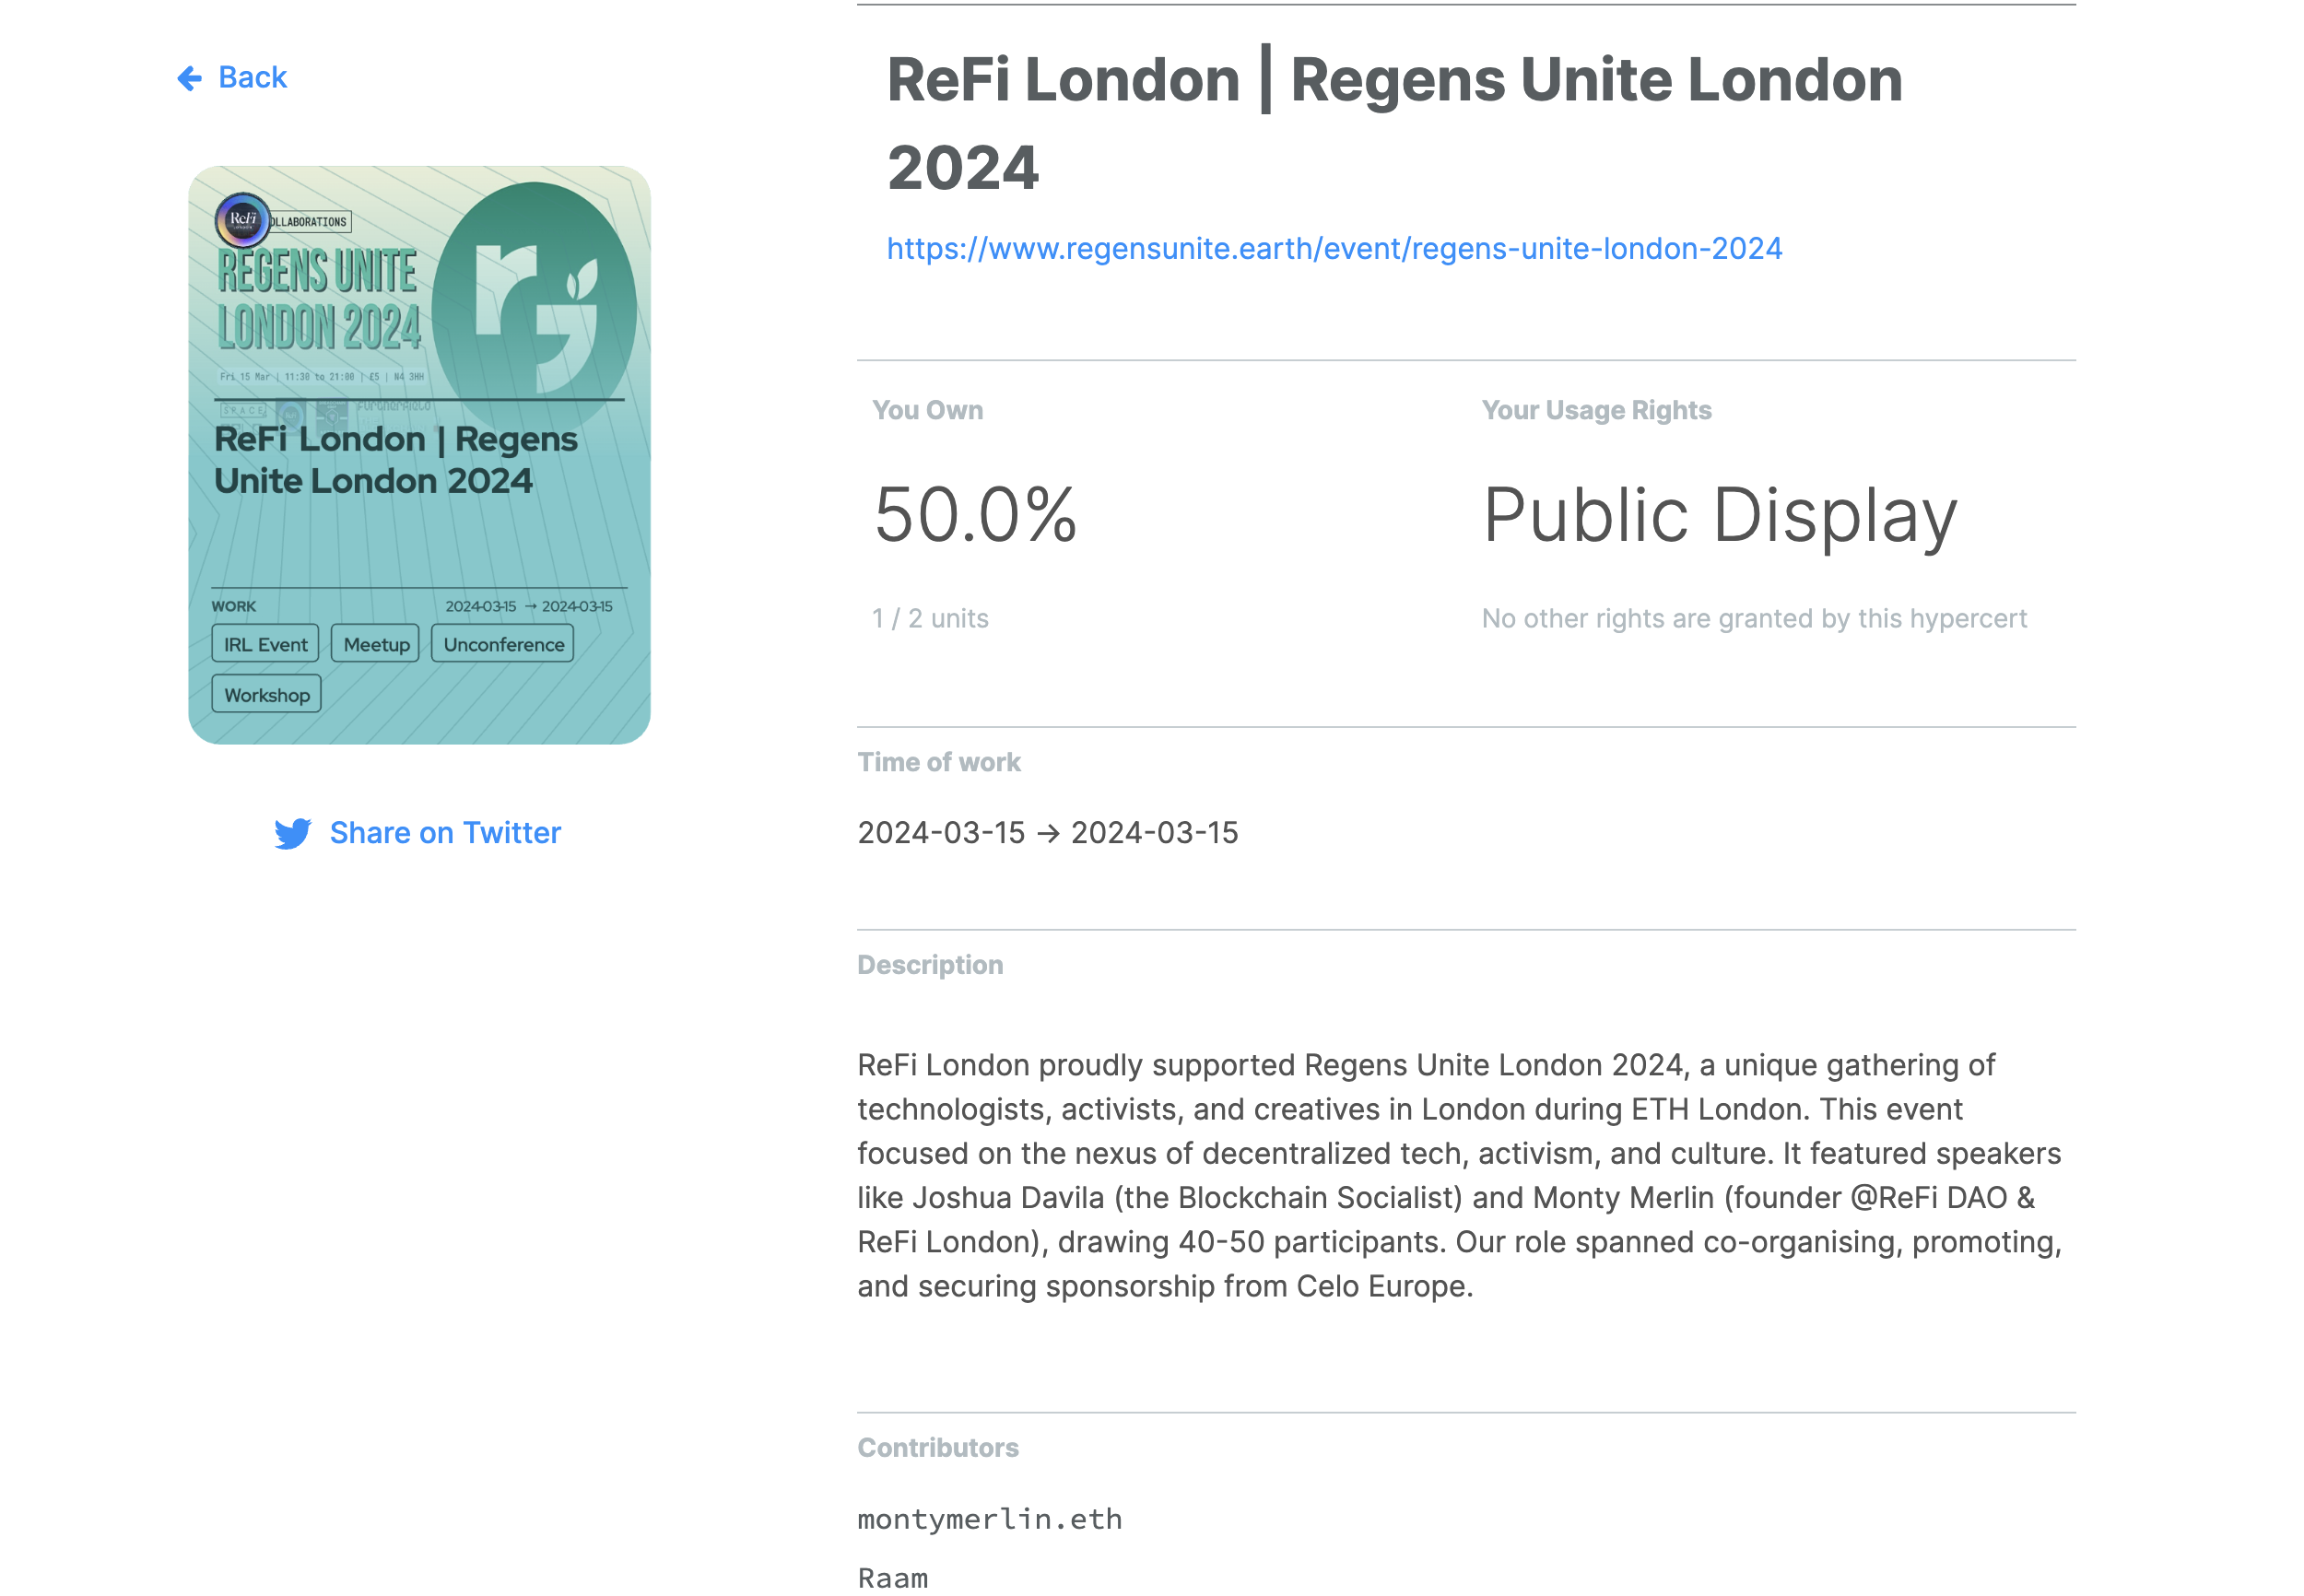 Back
ReFi
OLLABORATIONS
REGENS UNITE
LONDON 2024
Fri 15 Mar | 11:30 to 21:00 | £5 | N4 3HH
SPACE
furtherfield
ReFi London | Regens
Unite London 2024
WORK
2024-03-15 → 2024-03-15
IRL Event
Meetup
Unconference
Workshop
Share on Twitter
ReFi London | Regens Unite London
2024
https://www.regensunite.earth/event/regens-unite-london-2024
You Own
50.0%
1 / 2 units
Your Usage Rights
Public Display
No other rights are granted by this hypercert
Time of work
2024-03-15 → 2024-03-15
Description
ReFi London proudly supported Regens Unite London 2024, a unique gathering of
technologists, activists, and creatives in London during ETH London. This event
focused on the nexus of decentralized tech, activism, and culture. It featured speakers
like Joshua Davila (the Blockchain Socialist) and Monty Merlin (founder @ReFi DAO &
ReFi London), drawing 40-50 participants. Our role spanned co-organising, promoting,
and securing sponsorship from Celo Europe.
Contributors
montymerlin.eth
Raam